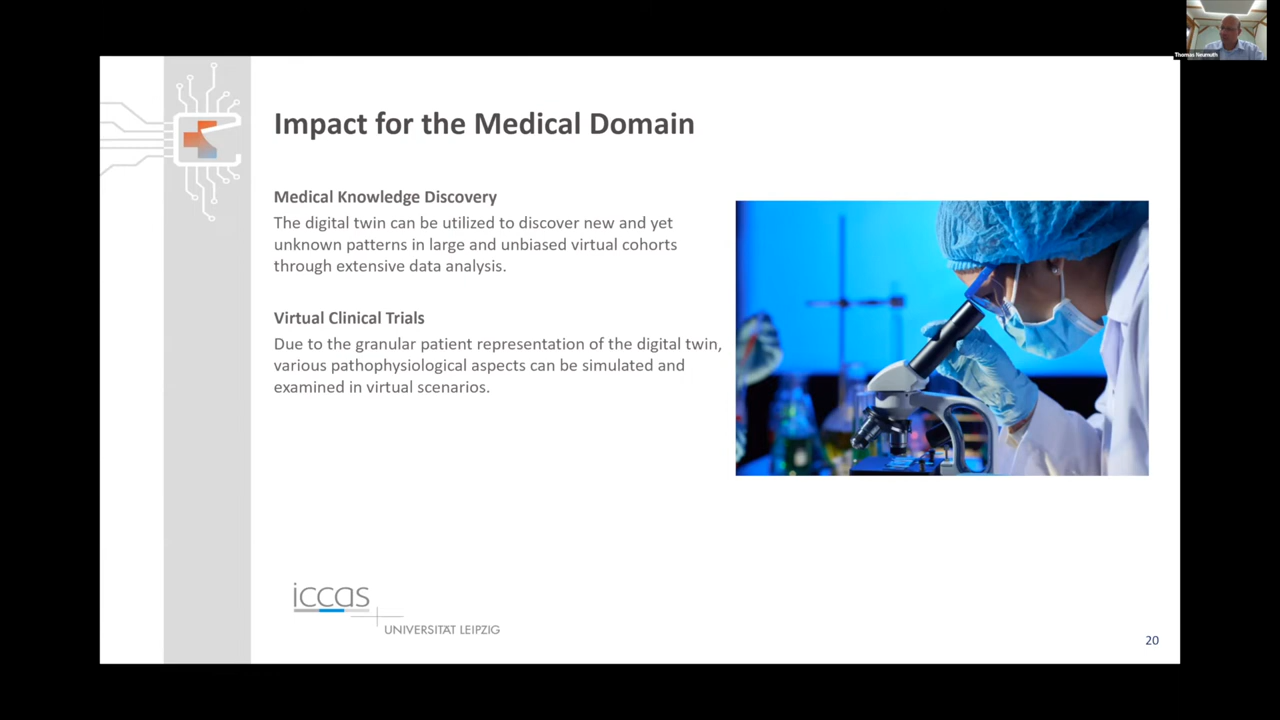 Thomas Neumuth
Impact for the Medical Domain
Medical Knowledge Discovery
The digital twin can be utilized to discover new and yet
unknown patterns in large and unbiased virtual cohorts
through extensive data analysis.
Virtual Clinical Trials
Due to the granular patient representation of the digital twin,
various pathophysiological aspects can be simulated and
examined in virtual scenarios.
iccas
UNIVERSITÄT LEIPZIG
20